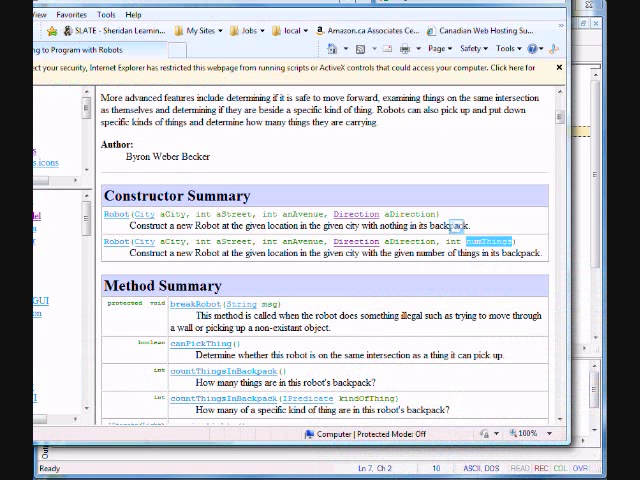 View Favorites Tools Help
SLATE - Sheridan Learnin... My Sites Jobs local Amazon.ca Associates Ce... Canadian Web Hosting Su...
ng to Program with Robots
Page Safety Tools
ect your security, Internet Explorer has restricted this webpage from running scripts or ActiveX controls that could access your computer. Click here for
More advanced features include determining if it is safe to move forward, examining things on the same intersection
as themselves and determining if they are beside a specific kind of thing. Robots can also pick up and put down
specific kinds of things and determine how many things they are carrying.
Author:
Byron Weber Becker
s.icons
Constructor Summary
Robot(City aCity, int aStreet, int anAvenue, Direction aDirection)
Construct a new Robot at the given location in the given city with nothing in its backpack.
Robot(City aCity, int aStreet, int anAvenue, Direction aDirection, int numThings)
Construct a new Robot at the given location in the given city with the given number of things in its backpack.
Method Summary
protected void breakRobot(String msg)
This method is called when the robot does something illegal such as trying to move through
a wall or picking up a non-existant object.
boolean canPickThing()
Determine whether this robot is on the same intersection as a thing it can pick up.
int countThingsInBackpack()
How many things are in this robot's backpack?
int countThingsInBackpack(IPredicate kindOfThing)
How many of a specific kind of thing are in this robot's backpack?
GUI
Computer | Protected Mode: Off 100%
Ready Ln 7, Ch 2 10 ASCII, DOS READ REC COL OVR